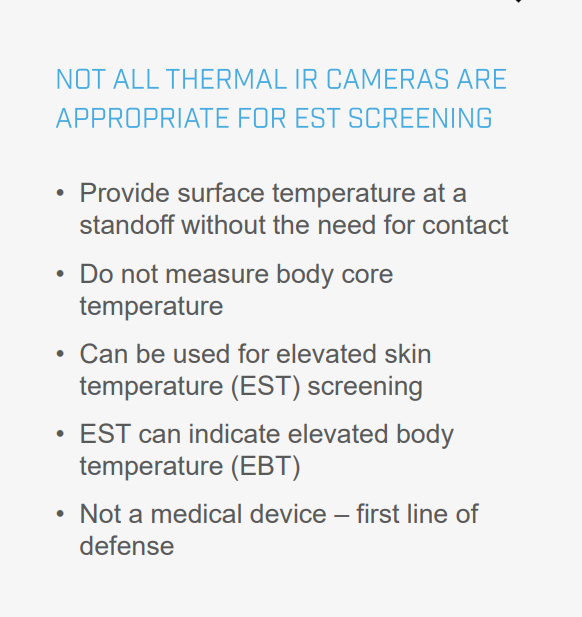 NOT ALL THERMAL IR CAMERAS ARE
APPROPRIATE FOR EST SCREENING
• Provide surface temperature at a
standoff without the need for contact
• Do not measure body core
temperature
• Can be used for elevated skin
temperature (EST) screening
• EST can indicate elevated body
temperature (EBT)
• Not a medical device – first line of
defense